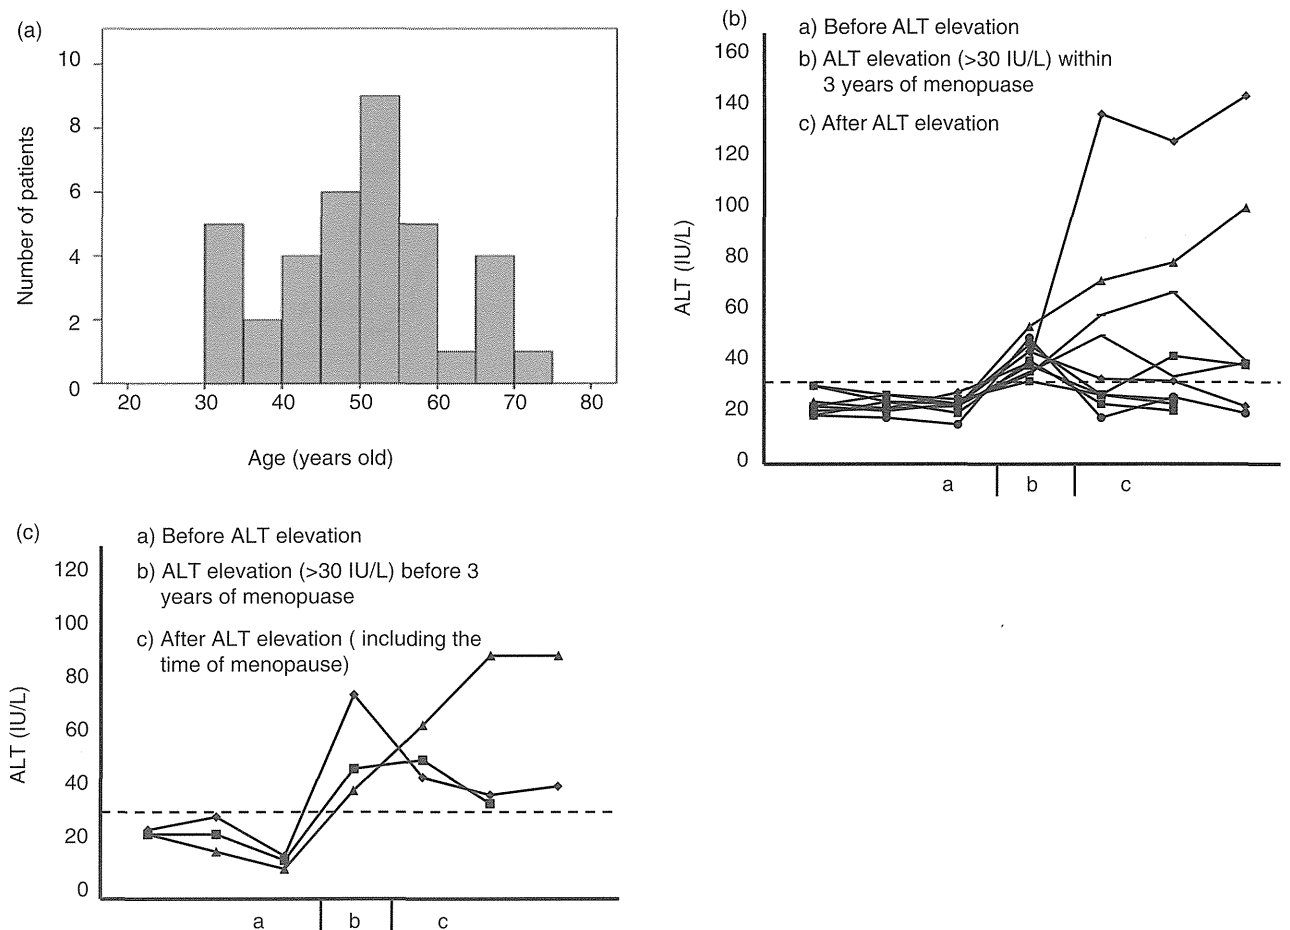 (a)
10
8
6
4
2
0
Number of patients
20 30 40 50 60 70 80
Age (years old)
(b)
a) Before ALT elevation
b) ALT elevation (>30 IU/L) within
3 years of menopuase
c) After ALT elevation
160
140
120
100
80
60
40
20
0
ALT (IU/L)
a b c
(c)
a) Before ALT elevation
b) ALT elevation (>30 IU/L) before 3
years of menopuase
c) After ALT elevation ( including the
time of menopause)
120
100
80
60
40
20
0
ALT (IU/L)
a b c